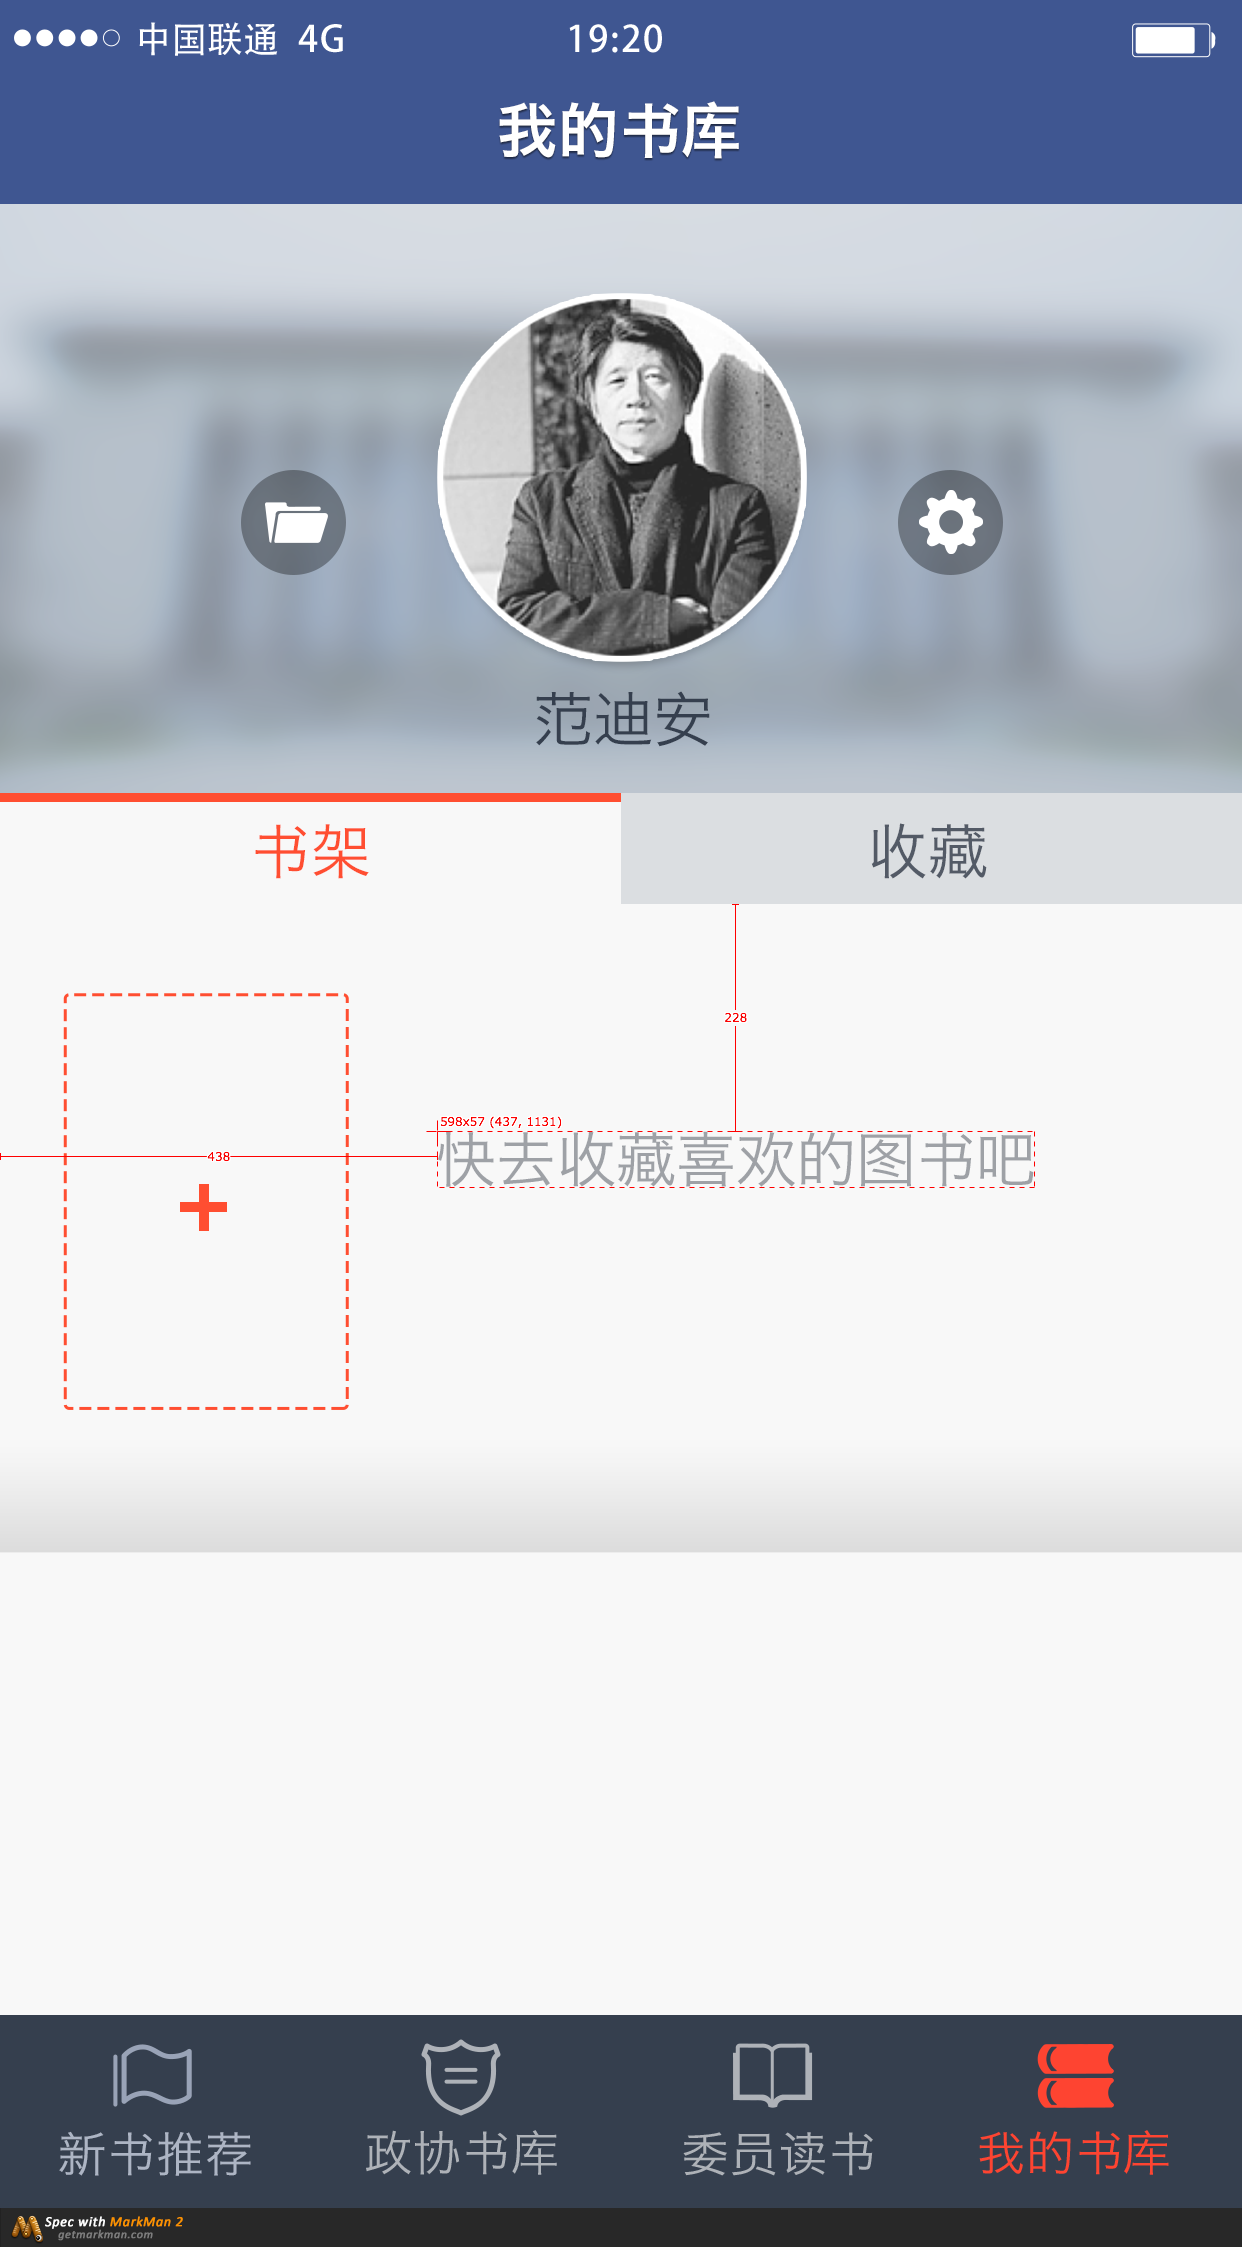 中国联通 4G 19:20
我的书库
范迪安
书架 收藏
228
598x57 (437, 1131)
438
快去收藏喜欢的图书吧
新书推荐 政协书库 委员读书 我的书库
Spec with MarkMan 2
getmarkman.com